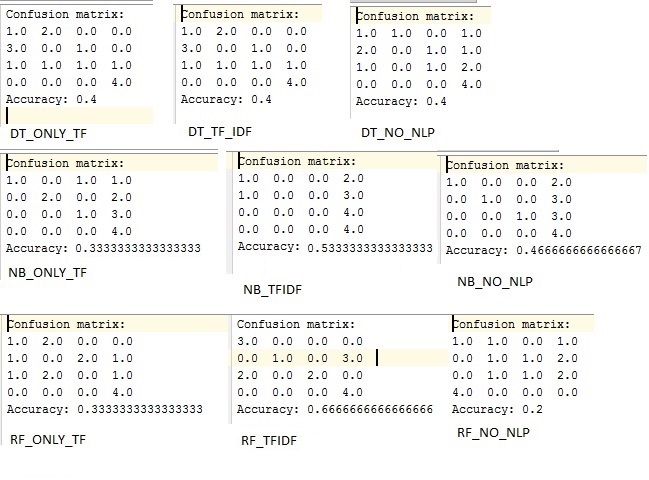 Confusion matrix:
1.0 2.0 0.0 0.0
3.0 0.0 1.0 0.0
1.0 1.0 1.0 1.0
0.0 0.0 0.0 4.0
Accuracy: 0.4
DT_ONLY_TF
Confusion matrix:
1.0 2.0 0.0 0.0
3.0 0.0 1.0 0.0
1.0 1.0 1.0 1.0
0.0 0.0 0.0 4.0
Accuracy: 0.4
DT_TF_IDF
Confusion matrix:
1.0 1.0 0.0 1.0
2.0 0.0 1.0 1.0
1.0 0.0 1.0 2.0
0.0 0.0 0.0 4.0
Accuracy: 0.4
DT_NO_NLP
Confusion matrix:
1.0 0.0 1.0 1.0
0.0 2.0 0.0 2.0
0.0 0.0 1.0 3.0
0.0 0.0 0.0 4.0
Accuracy: 0.3333333333333333
NB_ONLY_TF
Confusion matrix:
1.0 0.0 0.0 2.0
1.0 0.0 0.0 3.0
0.0 0.0 0.0 4.0
0.0 0.0 0.0 4.0
Accuracy: 0.5333333333333333
NB_TFIDF
Confusion matrix:
1.0 0.0 0.0 2.0
0.0 1.0 0.0 3.0
0.0 0.0 1.0 3.0
0.0 0.0 0.0 4.0
Accuracy: 0.4666666666666667
NB_NO_NLP
Confusion matrix:
1.0 2.0 0.0 0.0
1.0 0.0 2.0 1.0
1.0 2.0 0.0 1.0
0.0 0.0 0.0 4.0
Accuracy: 0.3333333333333333
RF_ONLY_TF
Confusion matrix:
3.0 0.0 0.0 0.0
0.0 1.0 0.0 3.0
2.0 0.0 2.0 0.0
0.0 0.0 0.0 4.0
Accuracy: 0.6666666666666666
RF_TFIDF
Confusion matrix:
1.0 1.0 0.0 1.0
0.0 1.0 1.0 2.0
0.0 1.0 1.0 2.0
4.0 0.0 0.0 0.0
Accuracy: 0.2
RF_NO_NLP